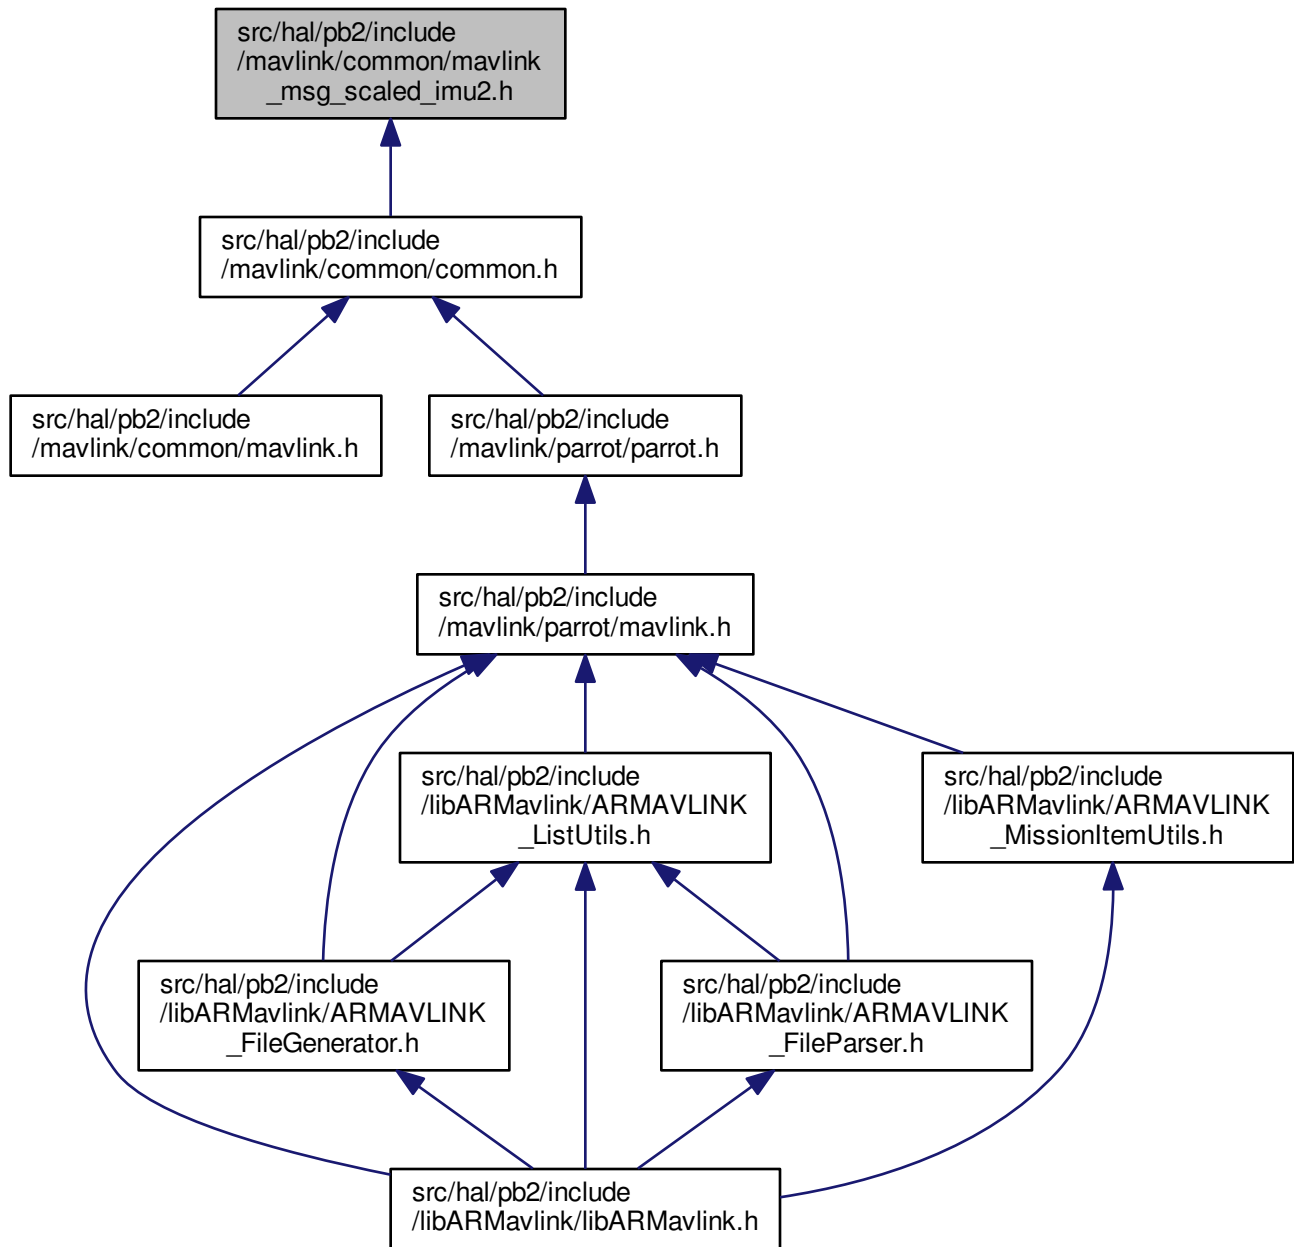 src/hal/pb2/include
/mavlink/common/mavlink
_msg_scaled_imu2.h
src/hal/pb2/include
/mavlink/common/common.h
src/hal/pb2/include
/mavlink/common/mavlink.h
src/hal/pb2/include
/mavlink/parrot/parrot.h
src/hal/pb2/include
/mavlink/parrot/mavlink.h
src/hal/pb2/include
/libARMavlink/ARMAVLINK
_ListUtils.h
src/hal/pb2/include
/libARMavlink/ARMAVLINK
_MissionItemUtils.h
src/hal/pb2/include
/libARMavlink/ARMAVLINK
_FileGenerator.h
src/hal/pb2/include
/libARMavlink/ARMAVLINK
_FileParser.h
src/hal/pb2/include
/libARMavlink/libARMavlink.h